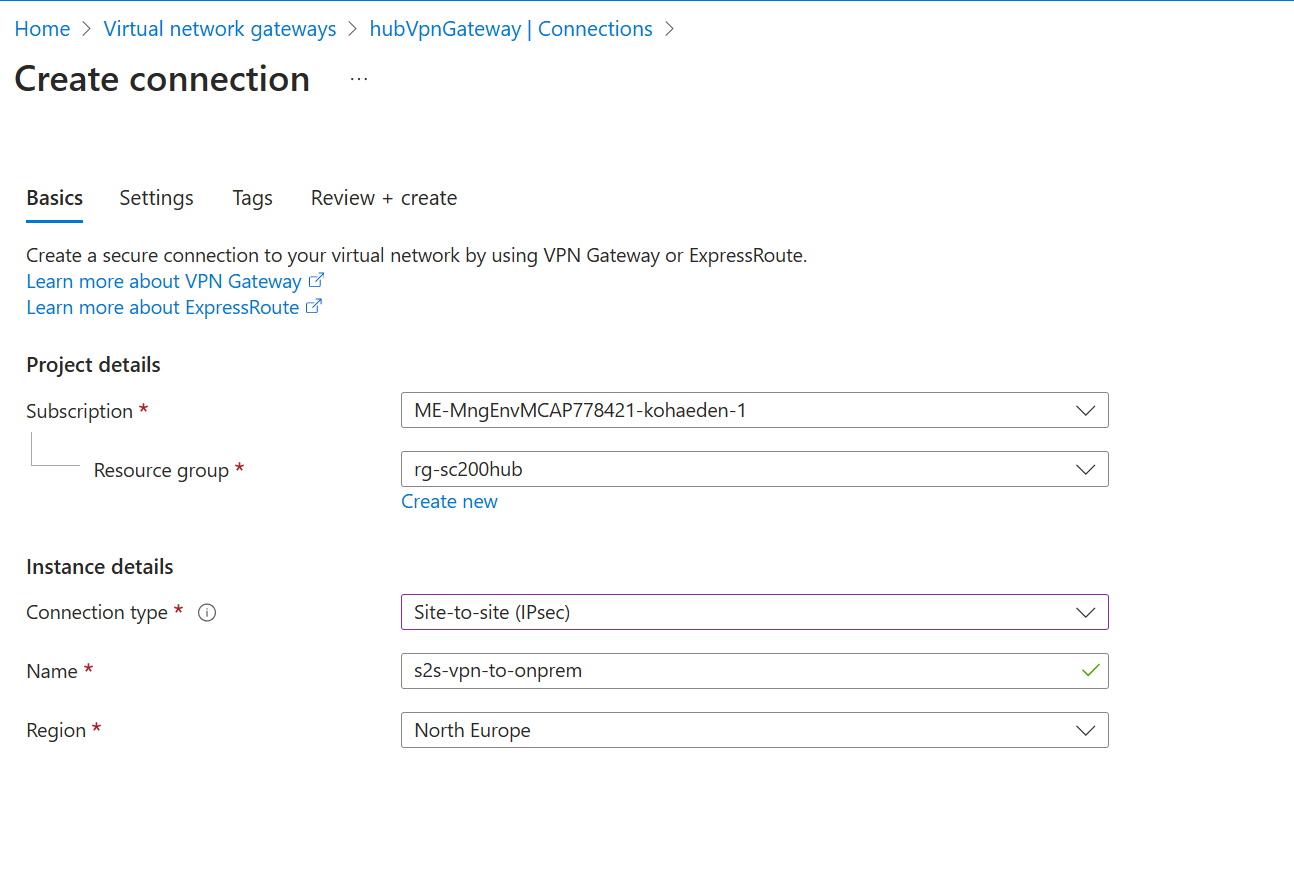 Home > Virtual network gateways > hubVpnGateway | Connections >
Create connection ...
Basics Settings Tags Review + create
Create a secure connection to your virtual network by using VPN Gateway or ExpressRoute.
Learn more about VPN Gateway
Learn more about ExpressRoute
Project details
Subscription * ME-MngEnvMCAP778421-kohaeden-1
Resource group * rg-sc200hub
Create new
Instance details
Connection type * Site-to-site (IPsec)
Name * s2s-vpn-to-onprem
Region * North Europe